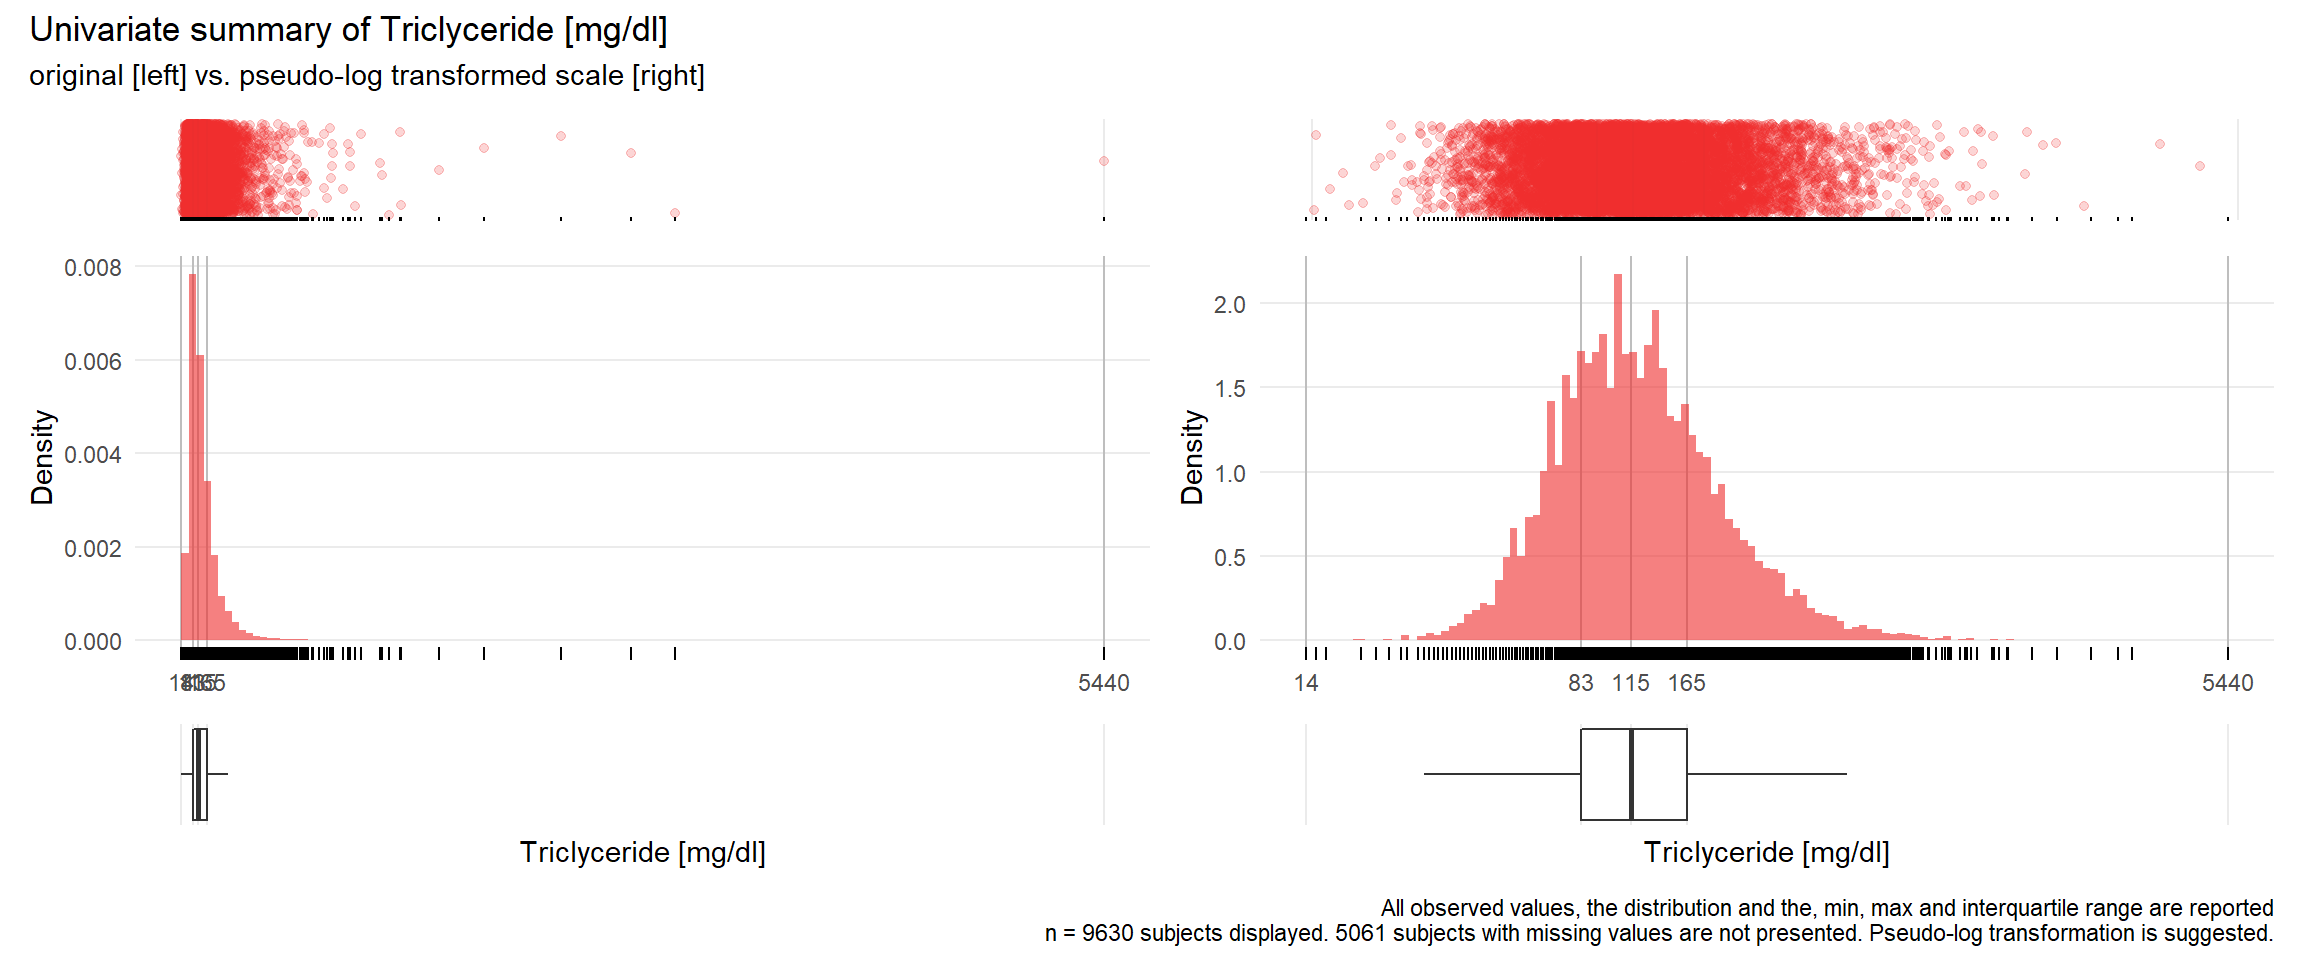 Univariate summary of Triclyceride [mg/dl]
original [left] vs. pseudo-log transformed scale [right]
Density
0.008
0.006
0.004
0.002
0.000
5440
Triclyceride [mg/dl]
Density
2.0
1.5
1.0
0.5
0.0
14 83 115 165 5440
Triclyceride [mg/dl]
All observed values, the distribution and the, min, max and interquartile range are reported
n = 9630 subjects displayed. 5061 subjects with missing values are not presented. Pseudo-log transformation is suggested.